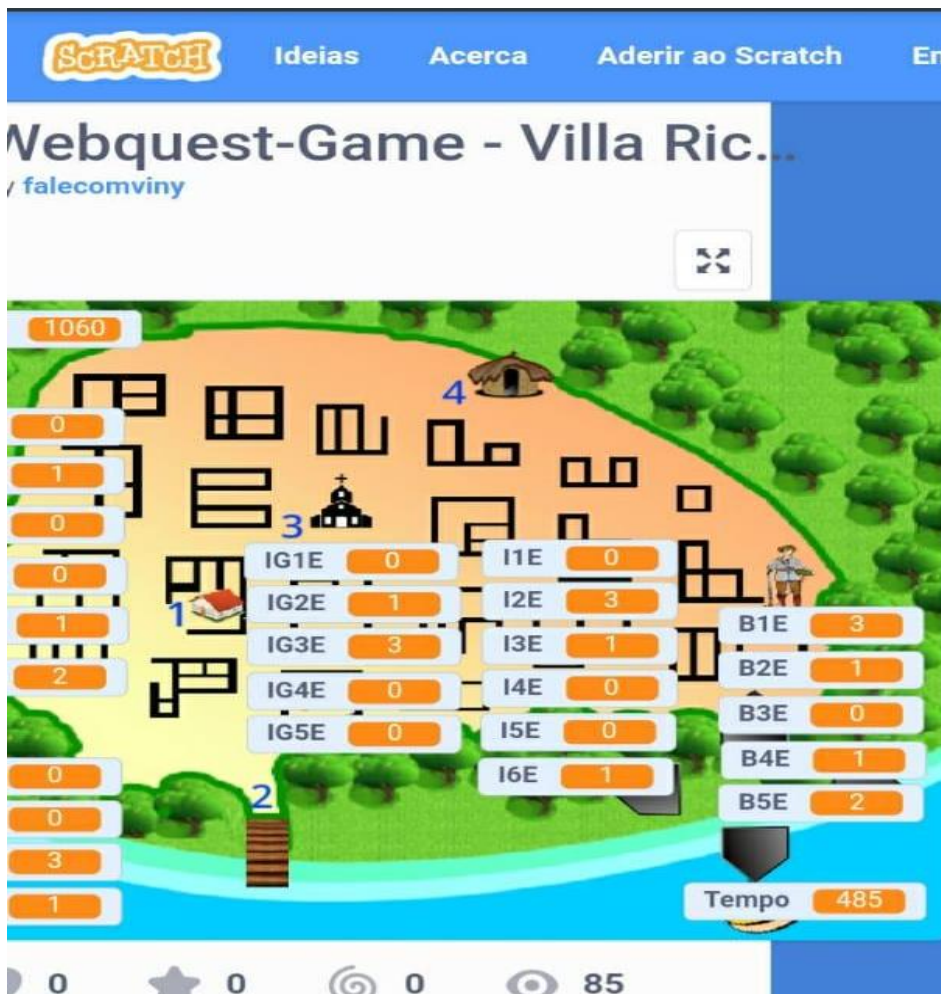 SCRATCH Ideias Acerca Aderir ao Scratch
Webquest-Game - Villa Ric...
falecomviny
1060
0
1
0
0
1
2
0
0
3
1
4
3
1
2
IG1E 0
IG2E 1
IG3E 3
IG4E 0
IG5E 0
I1E 0
I2E 3
I3E 1
I4E 0
I5E 0
I6E 1
B1E 3
B2E 1
B3E 0
B4E 1
B5E 2
Tempo 485
0 0 0 85